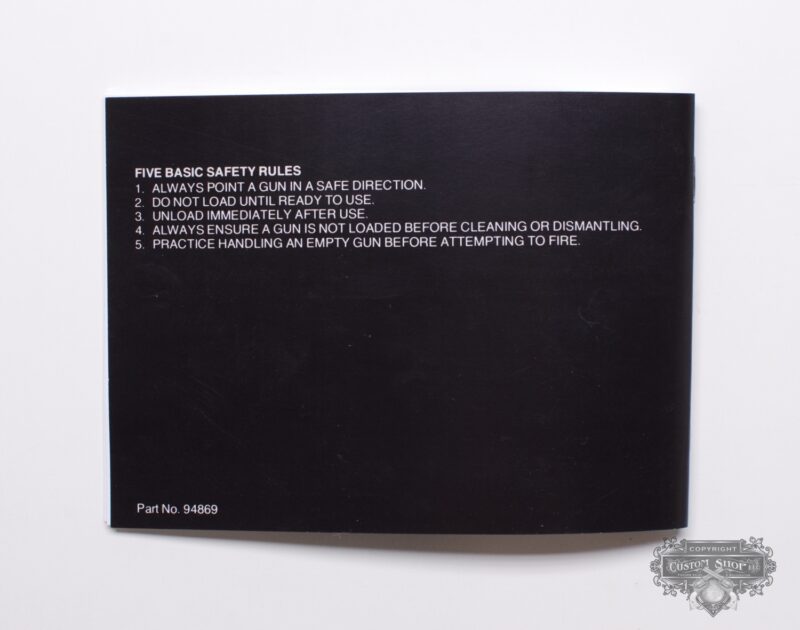 FIVE BASIC SAFETY RULES
1. ALWAYS POINT A GUN IN A SAFE DIRECTION.
2. DO NOT LOAD UNTIL READY TO USE.
3. UNLOAD IMMEDIATELY AFTER USE.
4. ALWAYS ENSURE A GUN IS NOT LOADED BEFORE CLEANING OR DISMANTLING.
5. PRACTICE HANDLING AN EMPTY GUN BEFORE ATTEMPTING TO FIRE.
Part No. 94869
COPYRIGHT
CUSTOM SHOP